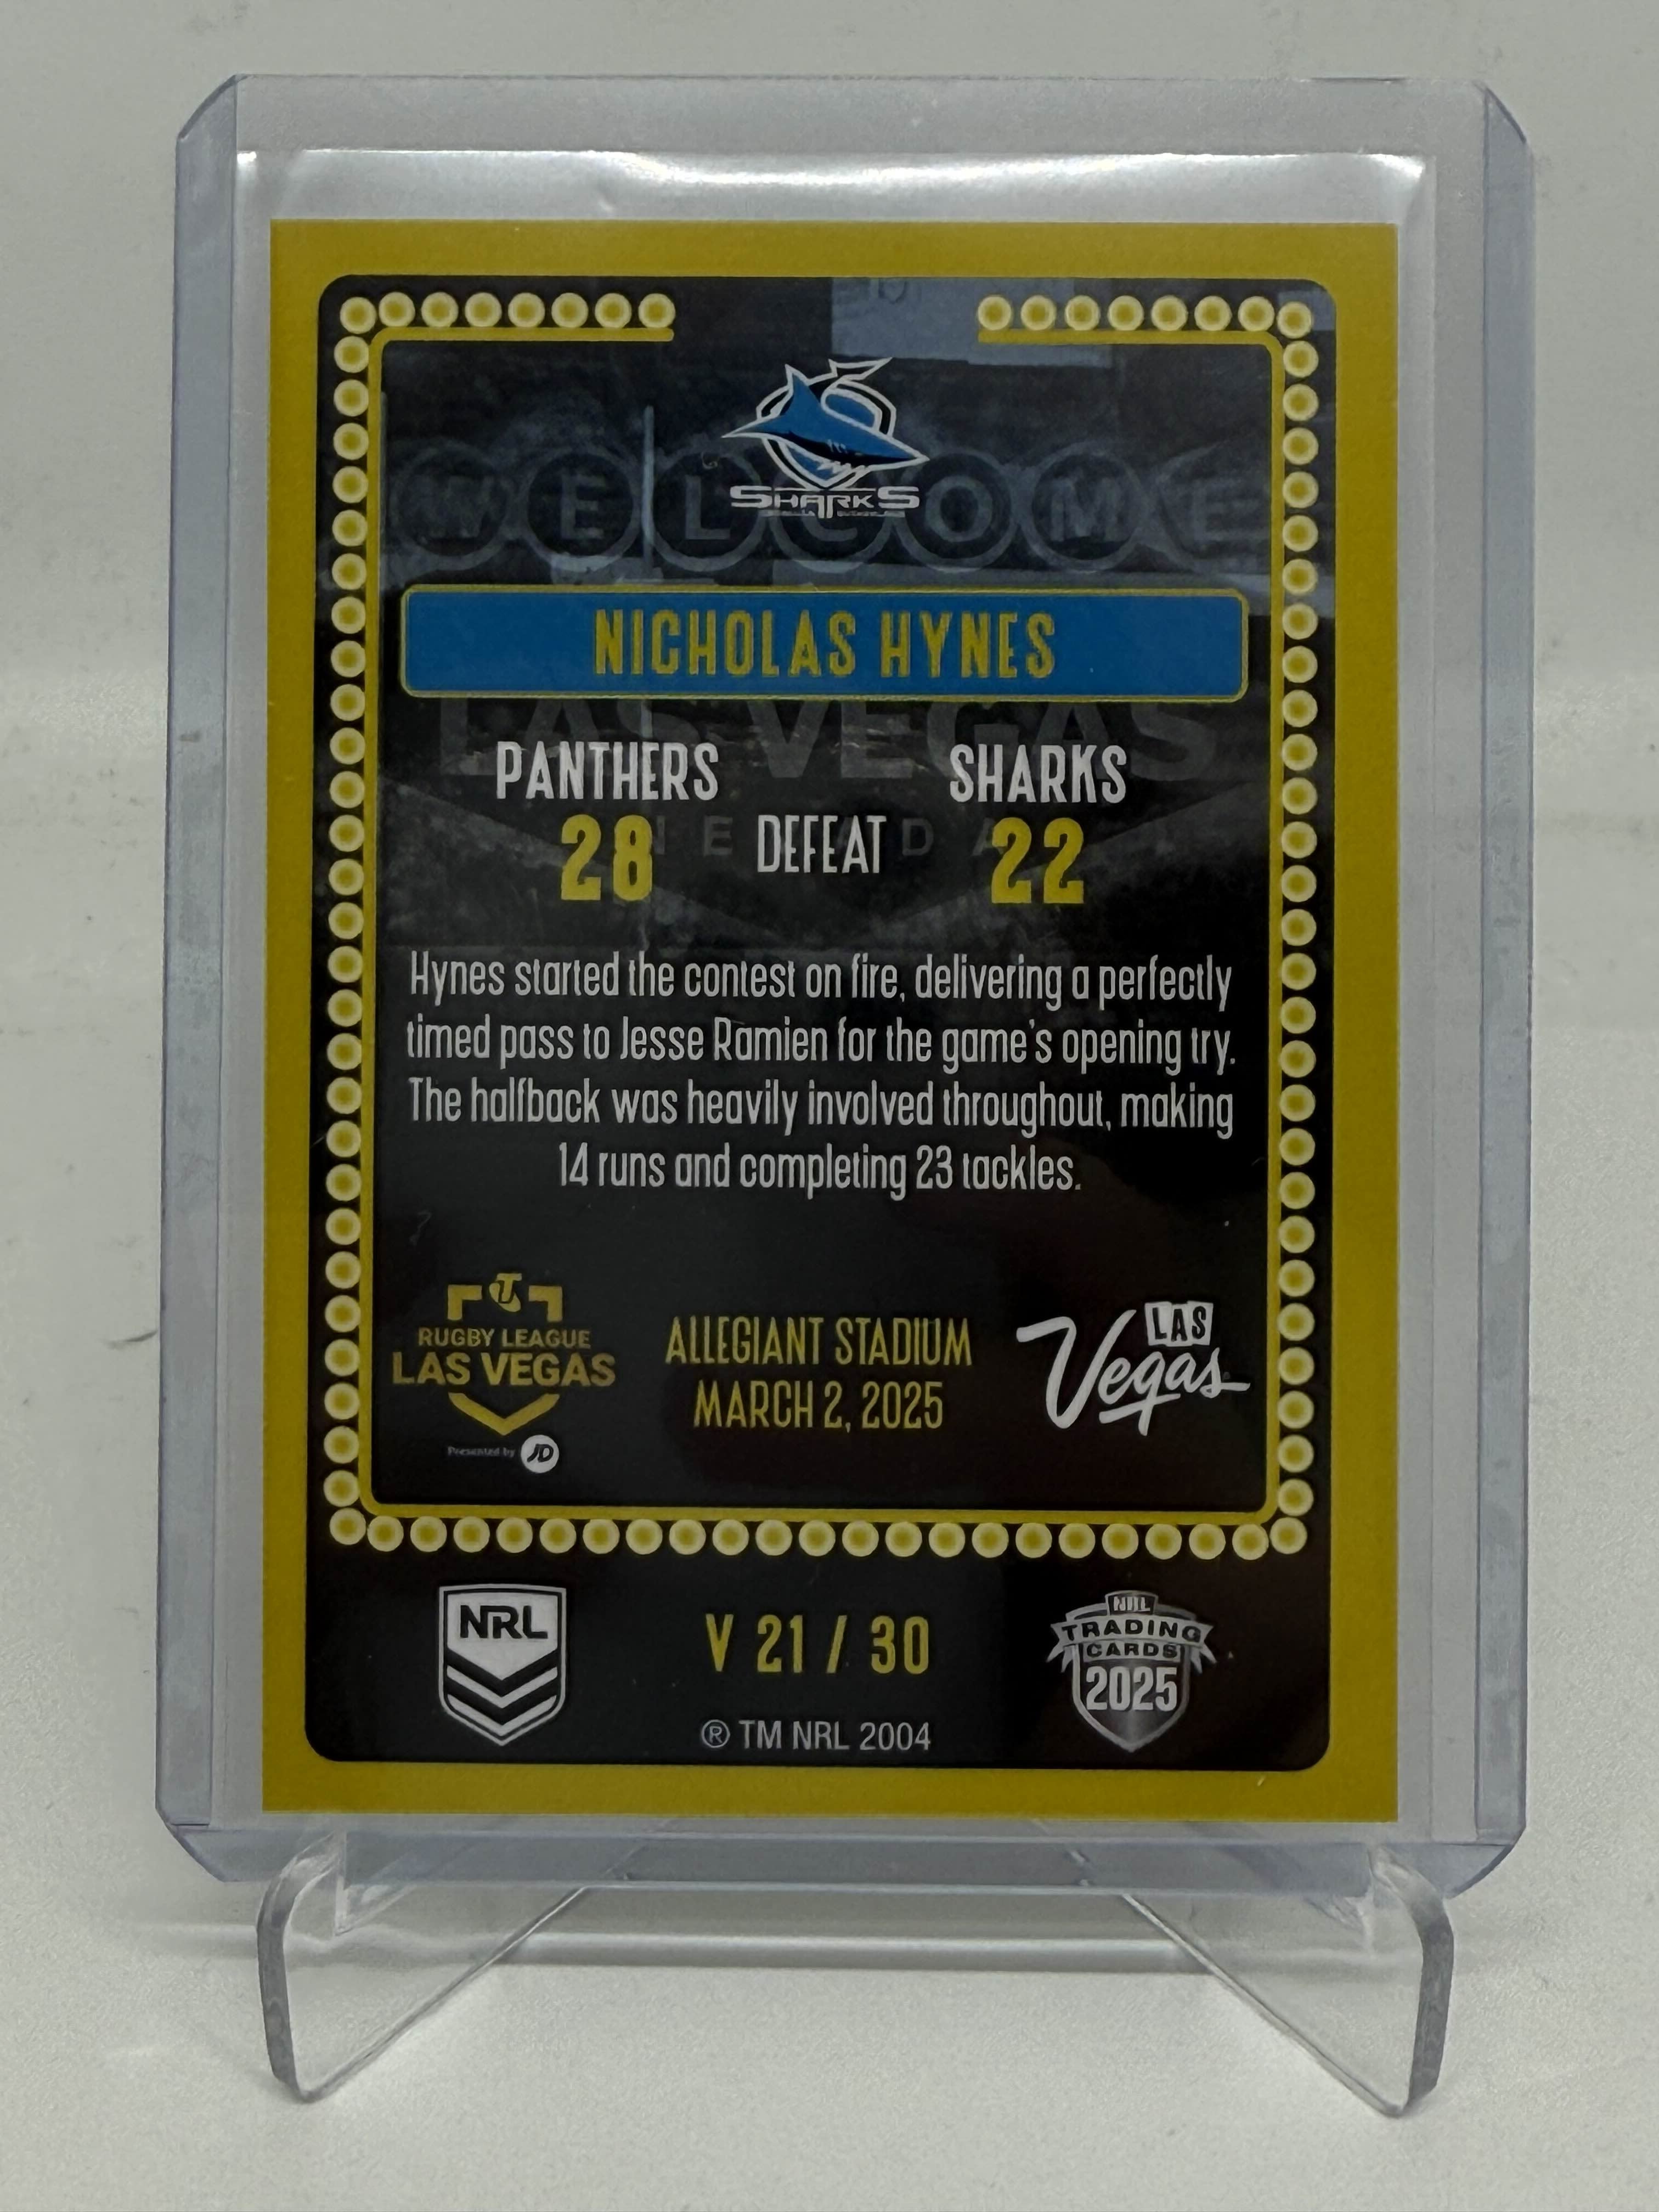 SHARKS
WELCOME
NICHOLAS HYNES
LAS VEGAS
PANTHERS SHARKS
28 DEFEAT 22
Hynes started the contest on fire, delivering a perfectly
timed pass to Jesse Ramien for the game's opening try.
The halfback was heavily involved throughout, making
14 runs and completing 23 tackles.
RUGBY LEAGUE
LAS VEGAS
Presented by JD
ALLEGIANT STADIUM
MARCH 2, 2025
LAS
Vegas
NRL
V 21 / 30
® TM NRL 2004
NRL
TRADING
CARDS
2025